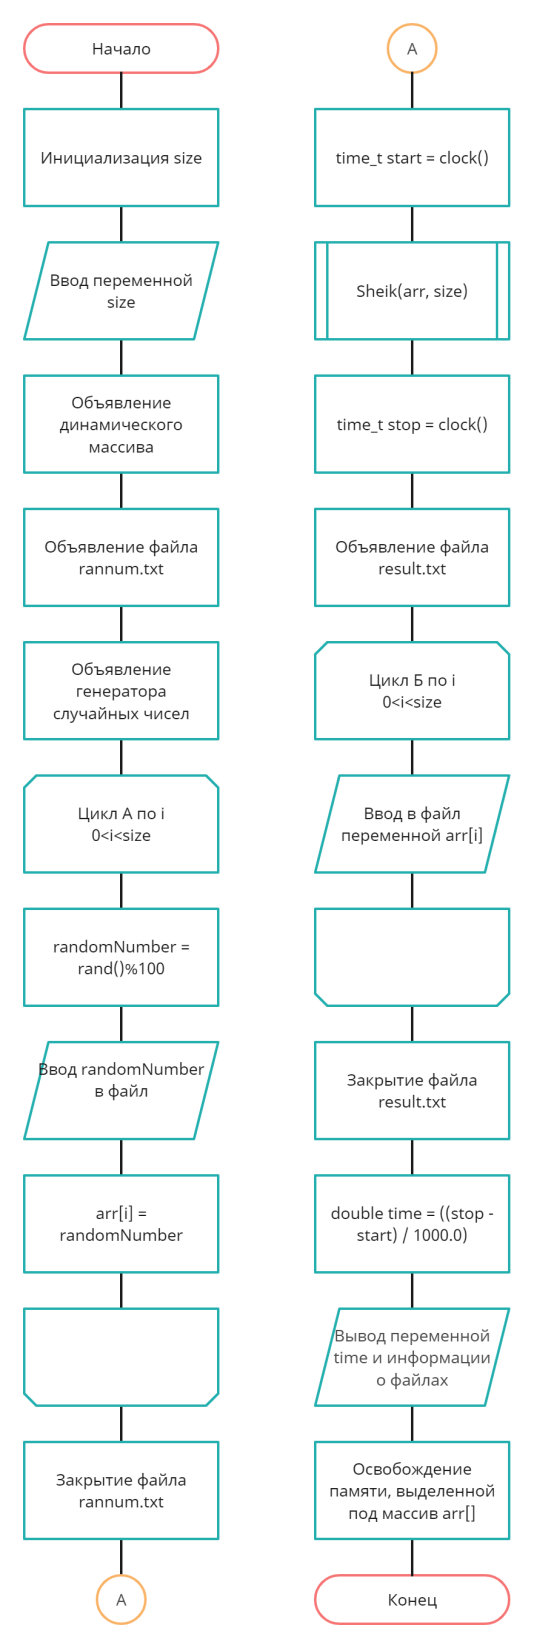 Начало
Инициализация size
Ввод переменной
size
Объявление
динамического
массива
Объявление файла
rannum.txt
Объявление
генератора
случайных чисел
Цикл А по i
0<i<size
randomNumber =
rand()%100
Ввод randomNumber
в файл
arr[i] =
randomNumber
Закрытие файла
rannum.txt
А
А
time_t start = clock()
Sheik(arr, size)
time_t stop = clock()
Объявление файла
result.txt
Цикл Б по i
0<i<size
Ввод в файл
переменной arr[i]
Закрытие файла
result.txt
double time = ((stop -
start) / 1000.0)
Вывод переменной
time и информации
о файлах
Освобождение
памяти, выделенной
под массив arr[]
Конец